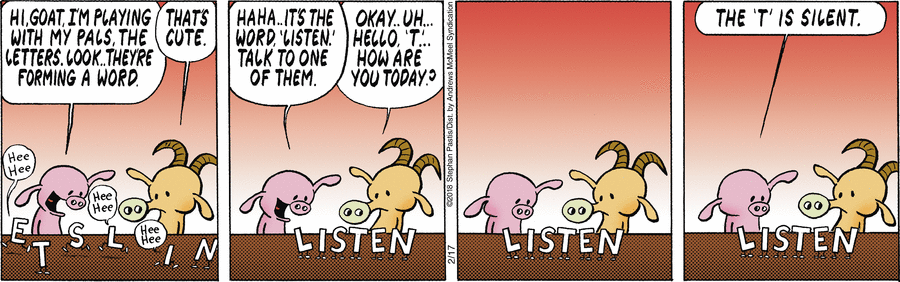 HI, GOAT, I'M PLAYING
WITH MY PALS, THE
LETTERS. LOOK..THEY'RE
FORMING A WORD.
THAT'S
CUTE.
Hee
Hee
Hee
Hee
Hee
Hee
E T S L I N
HAHA..IT'S THE
WORD, 'LISTEN.'
TALK TO ONE
OF THEM.
OKAY..UH...
HELLO, 'T'...
HOW ARE
YOU TODAY?
LISTEN
2/17 ©2018 Stephan Pastis/Dist. by Andrews McMeel Syndication
LISTEN
THE 'T' IS SILENT.
LISTEN